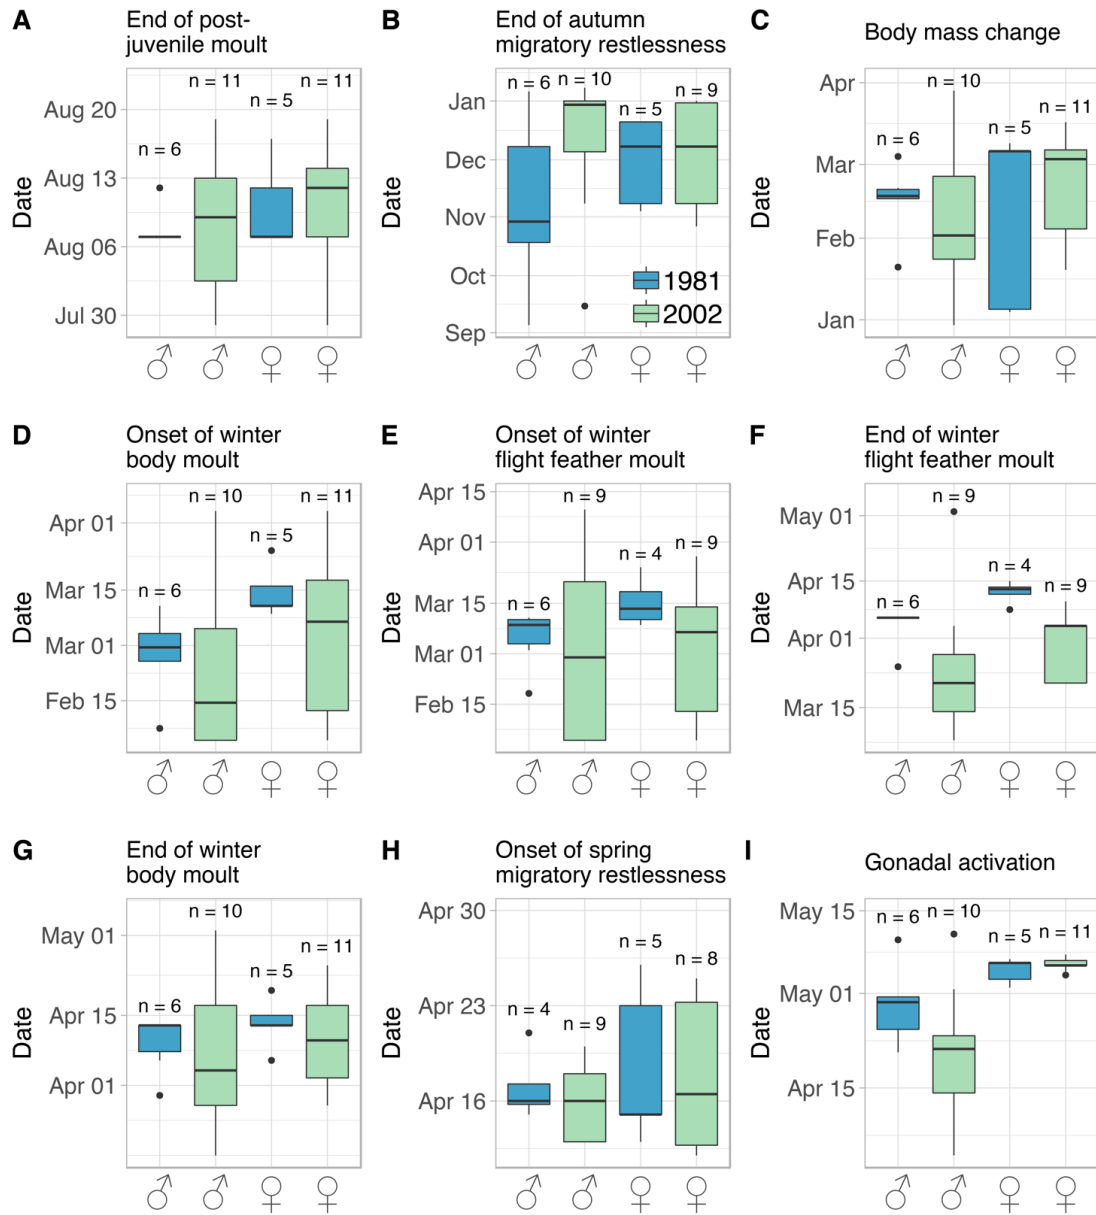 A
End of post-
juvenile moult
Date
Aug 20
Aug 13
Aug 06
Jul 30
n = 6
n = 11
n = 5
n = 11
♂ ♂ ♀ ♀
B
End of autumn
migratory restlessness
Date
Jan
Dec
Nov
Oct
Sep
n = 6
n = 10
n = 5
n = 9
1981
2002
♂ ♂ ♀ ♀
C
Body mass change
Date
Apr
Mar
Feb
Jan
n = 6
n = 10
n = 5
n = 11
♂ ♂ ♀ ♀
D
Onset of winter
body moult
Date
Apr 01
Mar 15
Mar 01
Feb 15
n = 6
n = 10
n = 5
n = 11
♂ ♂ ♀ ♀
E
Onset of winter
flight feather moult
Date
Apr 15
Apr 01
Mar 15
Mar 01
Feb 15
n = 6
n = 9
n = 4
n = 9
♂ ♂ ♀ ♀
F
End of winter
flight feather moult
Date
May 01
Apr 15
Apr 01
Mar 15
n = 6
n = 9
n = 4
n = 9
♂ ♂ ♀ ♀
G
End of winter
body moult
Date
May 01
Apr 15
Apr 01
n = 6
n = 10
n = 5
n = 11
♂ ♂ ♀ ♀
H
Onset of spring
migratory restlessness
Date
Apr 30
Apr 23
Apr 16
n = 4
n = 9
n = 5
n = 8
♂ ♂ ♀ ♀
I
Gonadal activation
Date
May 15
May 01
Apr 15
n = 6
n = 10
n = 5
n = 11
♂ ♂ ♀ ♀